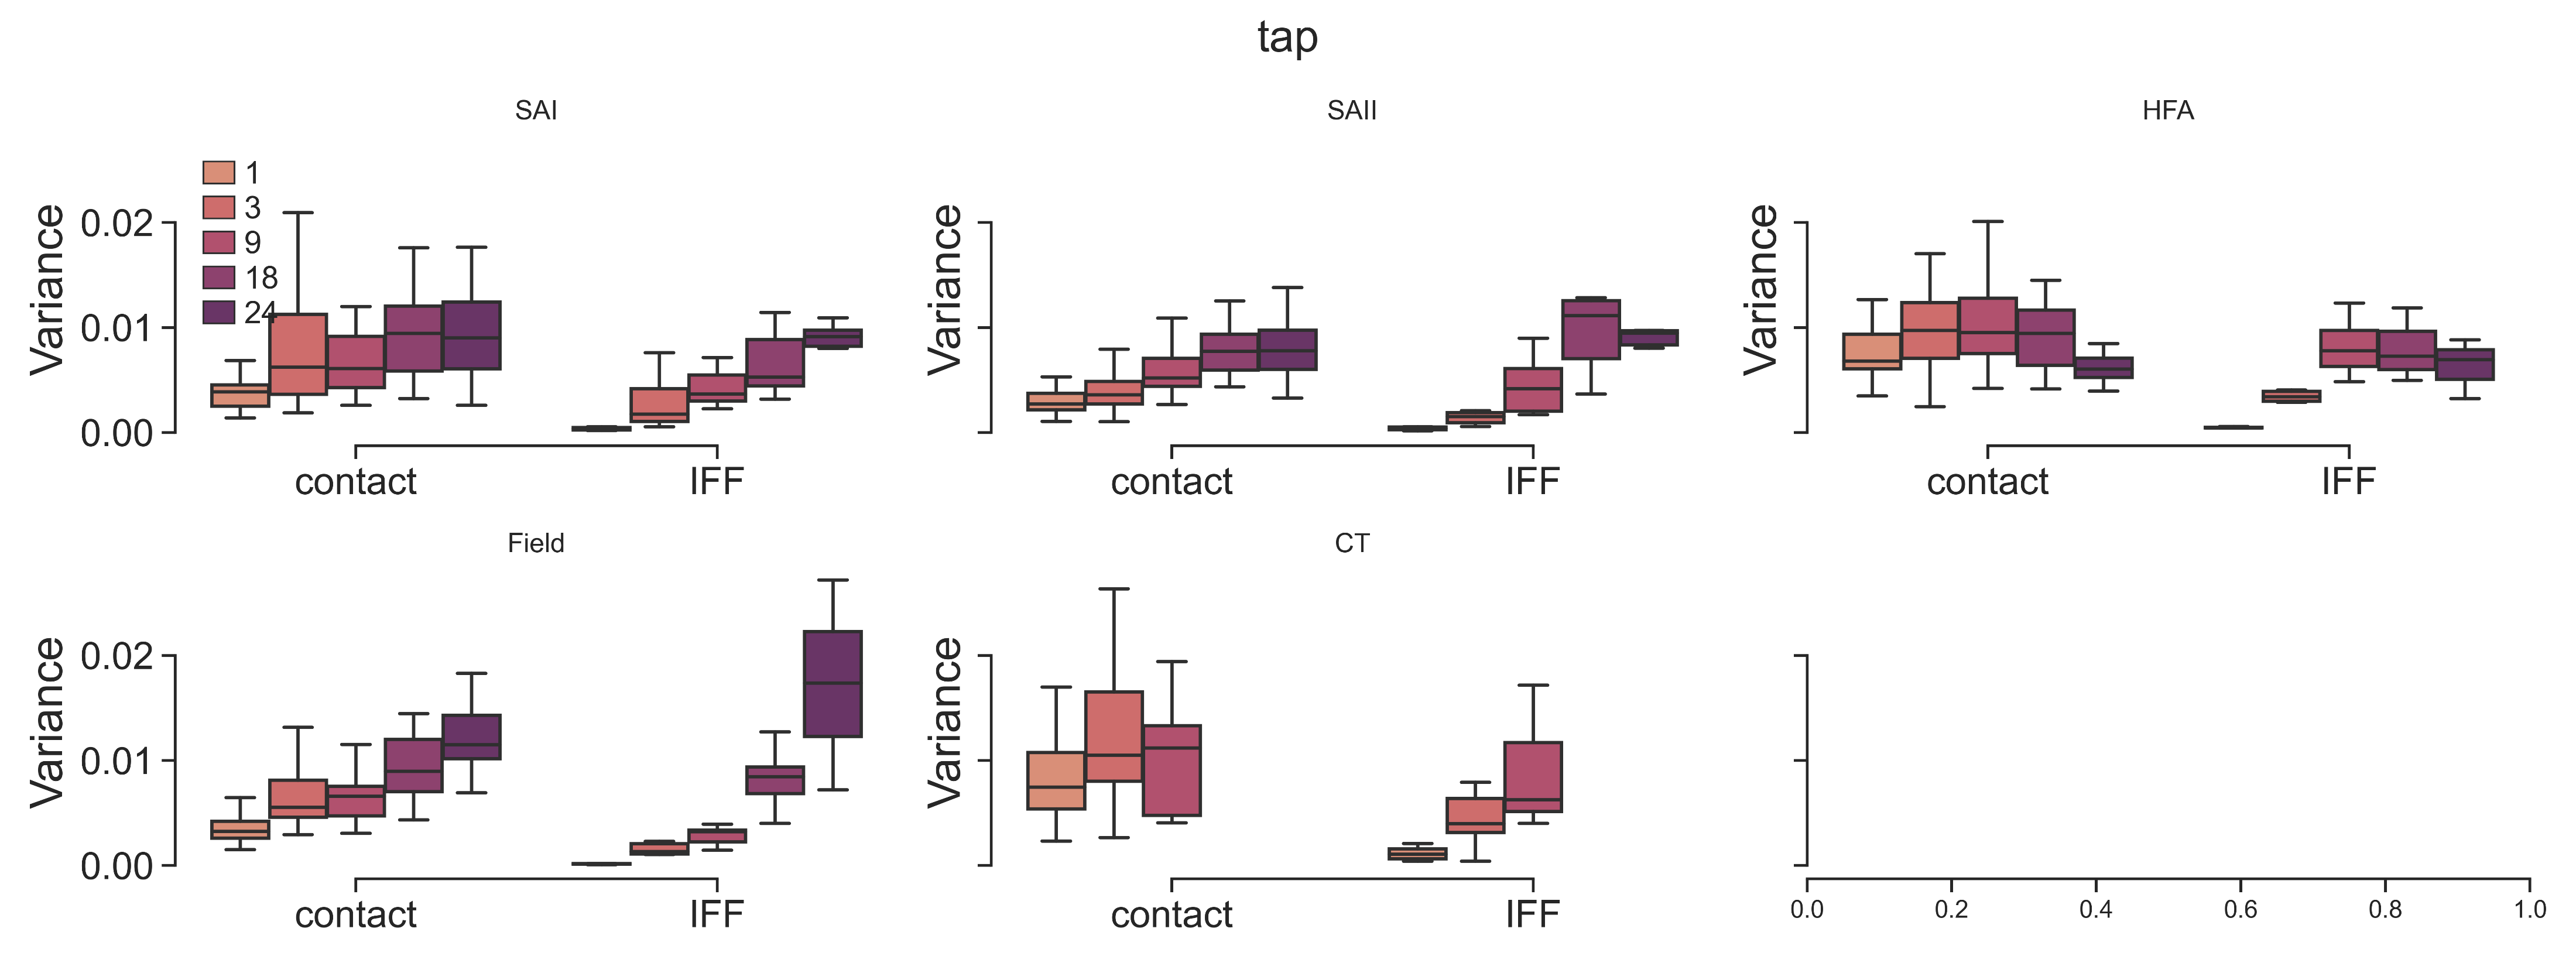 tap
SAI
SAII
HFA
1
3
9
18
24
Variance
0.02
0.01
0.00
contact
IFF
Variance
contact
IFF
Variance
contact
IFF
Field
CT
Variance
0.02
0.01
0.00
contact
IFF
Variance
contact
IFF
0.0 0.2 0.4 0.6 0.8 1.0